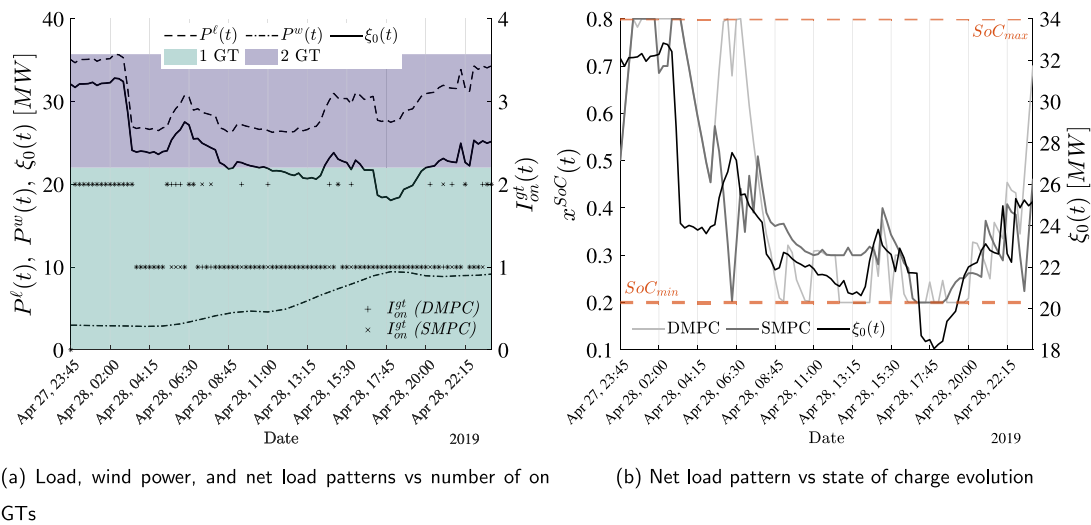 P^ℓ(t) P^w(t) ξ_0(t)
1 GT 2 GT
40
30
20
10
0
P^ℓ(t), P^w(t), ξ_0(t) [MW]
4
3
2
1
0
I_on^gt(t)
+ I_on^gt (DMPC)
× I_on^gt (SMPC)
Apr 27, 23:45
Apr 28, 02:00
Apr 28, 04:15
Apr 28, 06:30
Apr 28, 08:45
Apr 28, 11:00
Apr 28, 13:15
Apr 28, 15:30
Apr 28, 17:45
Apr 28, 20:00
Apr 28, 22:15
Date
2019
(a) Load, wind power, and net load patterns vs number of on
GTs
0.8
0.7
0.6
0.5
0.4
0.3
0.2
0.1
x^SoC(t)
SoC_max
SoC_min
DMPC SMPC ξ_0(t)
34
32
30
28
26
24
22
20
18
ξ_0(t) [MW]
Apr 27, 23:45
Apr 28, 02:00
Apr 28, 04:15
Apr 28, 06:30
Apr 28, 08:45
Apr 28, 11:00
Apr 28, 13:15
Apr 28, 15:30
Apr 28, 17:45
Apr 28, 20:00
Apr 28, 22:15
Date
2019
(b) Net load pattern vs state of charge evolution